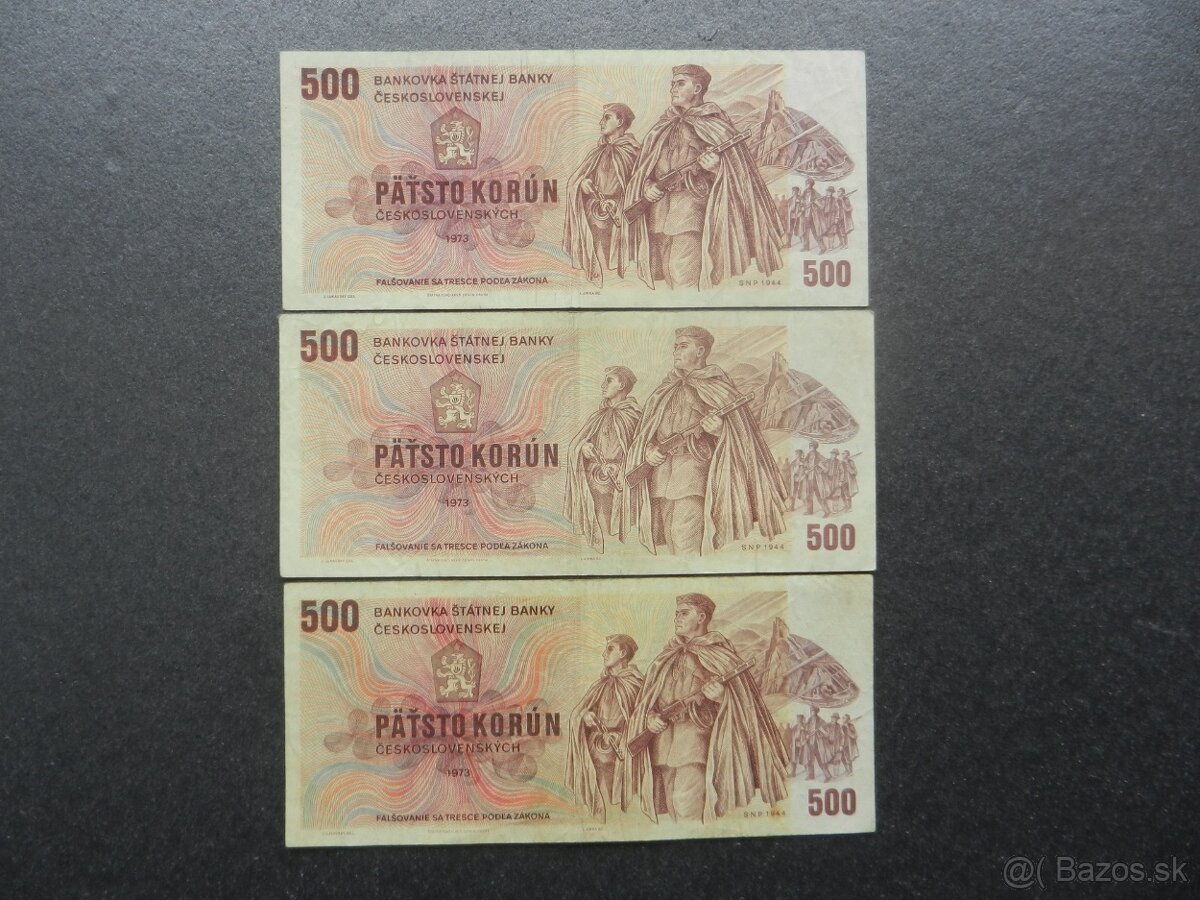 500 BANKOVKA ŠTÁTNEJ BANKY
ČESKOSLOVENSKEJ
PÄŤSTO KORÚN
ČESKOSLOVENSKÝCH
1973
FALŠOVANIE SA TRESCE PODĽA ZÁKONA
SNP 1944
500
500 BANKOVKA ŠTÁTNEJ BANKY
ČESKOSLOVENSKEJ
PÄŤSTO KORÚN
ČESKOSLOVENSKÝCH
1973
FALŠOVANIE SA TRESCE PODĽA ZÁKONA
SNP 1944
500
500 BANKOVKA ŠTÁTNEJ BANKY
ČESKOSLOVENSKEJ
PÄŤSTO KORÚN
ČESKOSLOVENSKÝCH
1973
FALŠOVANIE SA TRESCE PODĽA ZÁKONA
SNP 1944
500
@( Bazos.sk